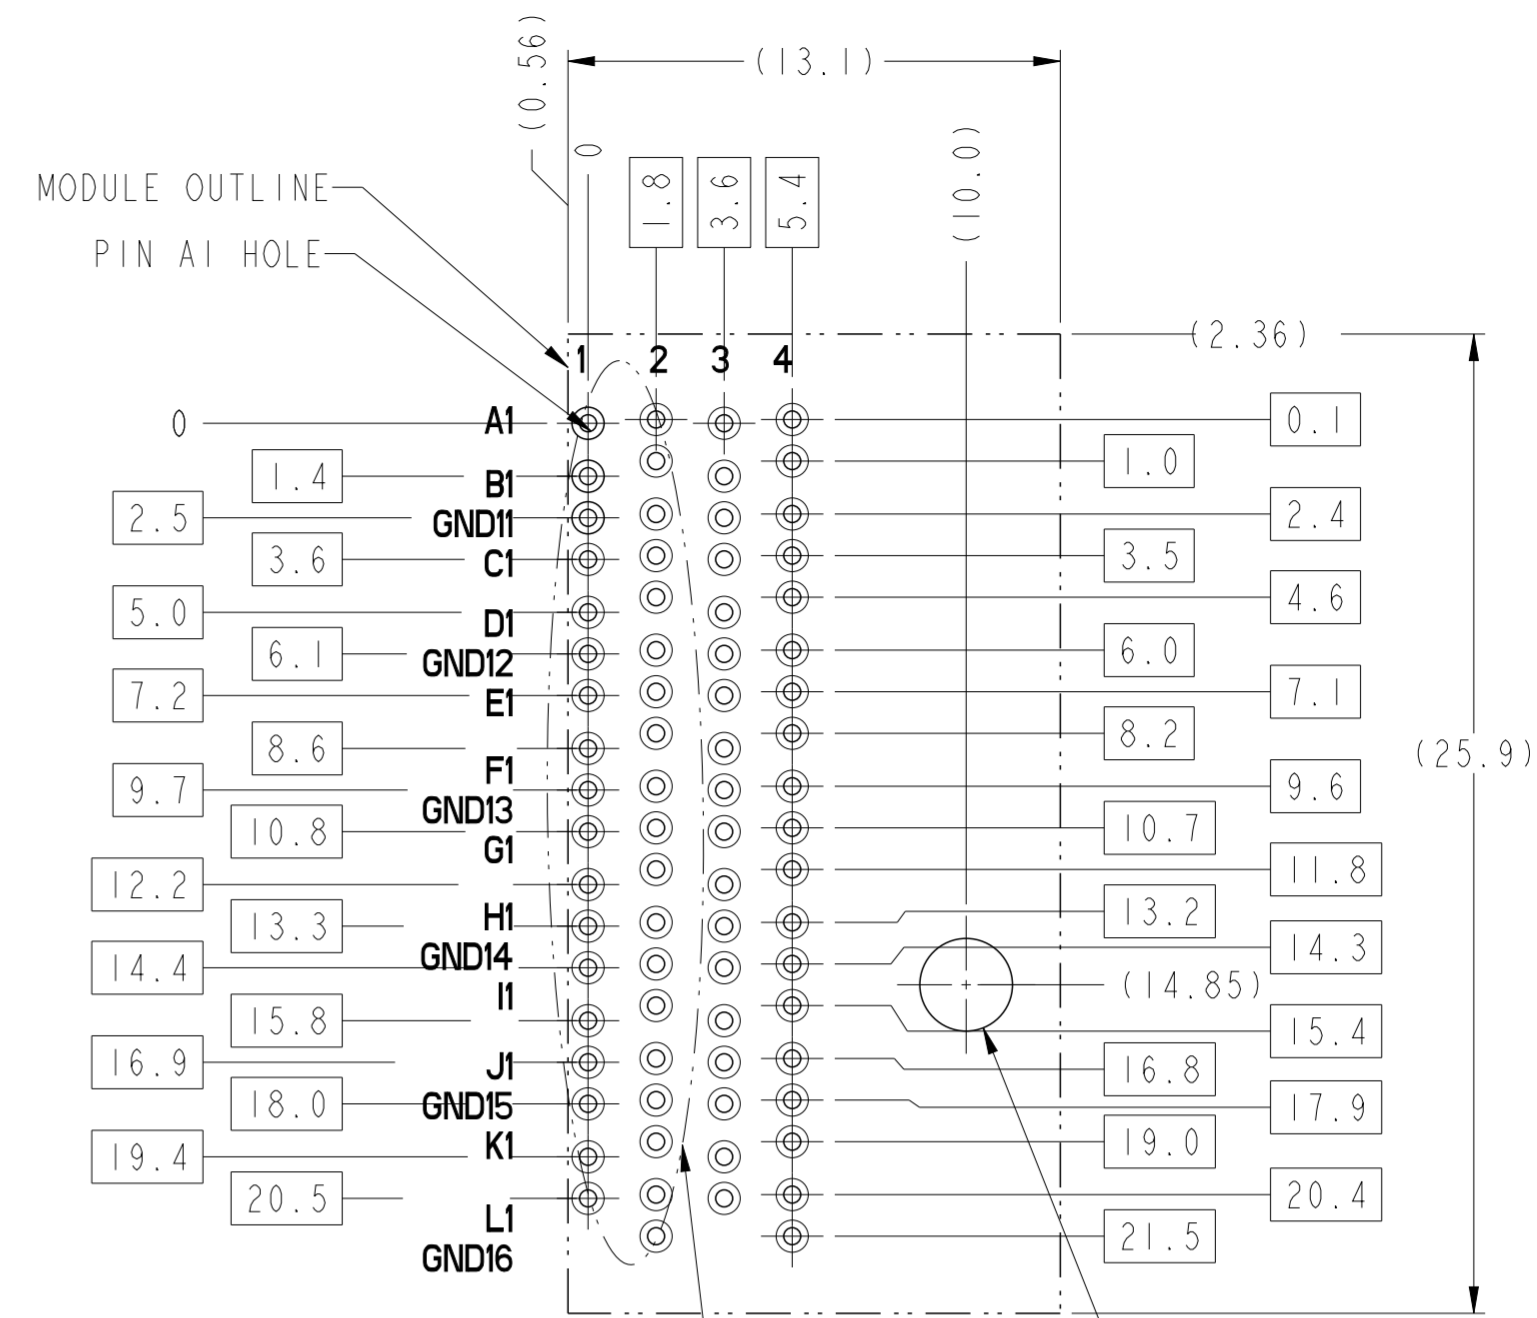 (0.56)
(13.1)
0
1.8
3.6
5.4
(10.0)
MODULE OUTLINE
PIN A1 HOLE
(2.36)
1 2 3 4
0 A1 0.1
1.4 B1 1.0
2.5 GND11 2.4
3.6 C1 3.5
5.0 D1 4.6
6.1 GND12 6.0
7.2 E1 7.1
8.6 F1 8.2
(25.9)
9.7 GND13 9.6
10.8 G1 10.7
12.2 11.8
13.3 H1 13.2
14.4 GND14 14.3
I1 (14.85)
15.8 15.4
16.9 J1 16.8
18.0 GND15 17.9
19.4 K1 19.0
20.5 L1 20.4
GND16 21.5